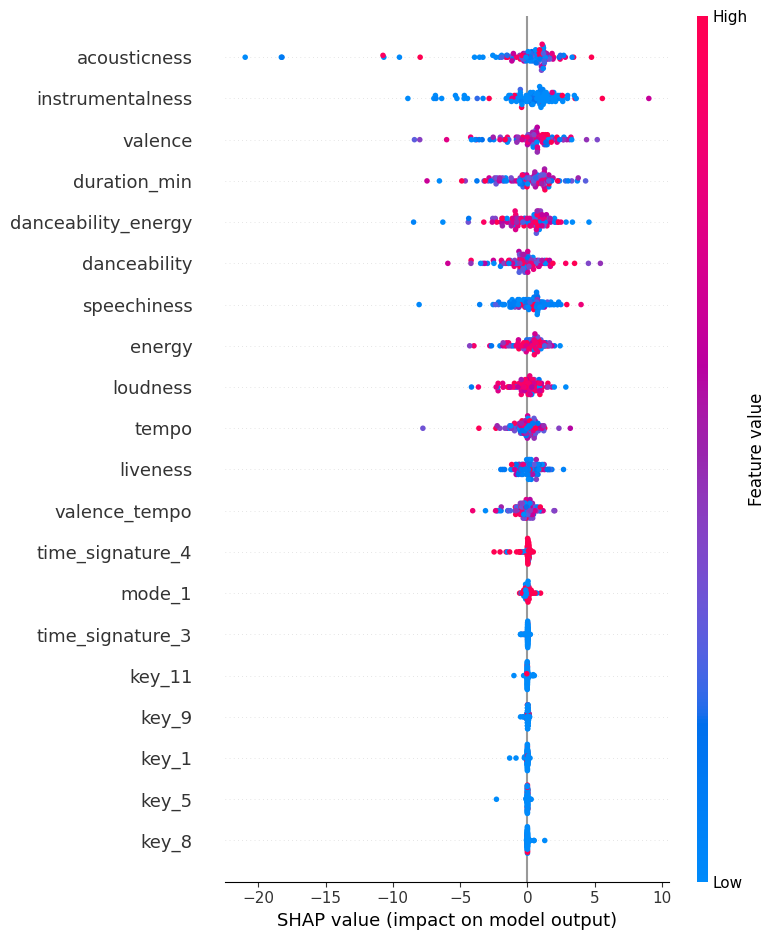 High
acousticness
instrumentalness
valence
duration_min
danceability_energy
danceability
speechiness
energy
loudness
tempo
liveness
valence_tempo
time_signature_4
mode_1
time_signature_3
key_11
key_9
key_1
key_5
key_8
Feature value
Low
−20 −15 −10 −5 0 5 10
SHAP value (impact on model output)